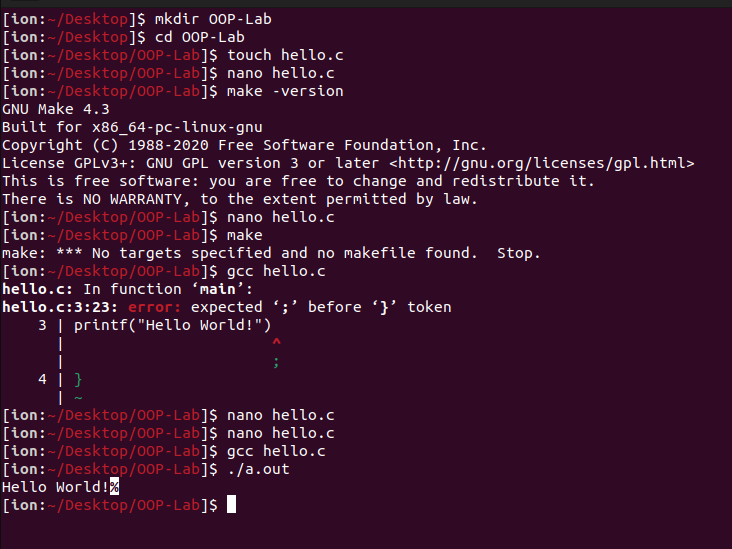 [ion:~/Desktop]$ mkdir OOP-Lab
[ion:~/Desktop]$ cd OOP-Lab
[ion:~/Desktop/OOP-Lab]$ touch hello.c
[ion:~/Desktop/OOP-Lab]$ nano hello.c
[ion:~/Desktop/OOP-Lab]$ make -version
GNU Make 4.3
Built for x86_64-pc-linux-gnu
Copyright (C) 1988-2020 Free Software Foundation, Inc.
License GPLv3+: GNU GPL version 3 or later <http://gnu.org/licenses/gpl.html>
This is free software: you are free to change and redistribute it.
There is NO WARRANTY, to the extent permitted by law.
[ion:~/Desktop/OOP-Lab]$ nano hello.c
[ion:~/Desktop/OOP-Lab]$ make
make: *** No targets specified and no makefile found.  Stop.
[ion:~/Desktop/OOP-Lab]$ gcc hello.c
hello.c: In function ‘main’:
hello.c:3:23: error: expected ‘;’ before ‘}’ token
    3 | printf("Hello World!")
      |                       ^
      |                       ;
    4 | }
      | ~
[ion:~/Desktop/OOP-Lab]$ nano hello.c
[ion:~/Desktop/OOP-Lab]$ nano hello.c
[ion:~/Desktop/OOP-Lab]$ gcc hello.c
[ion:~/Desktop/OOP-Lab]$ ./a.out
Hello World!%
[ion:~/Desktop/OOP-Lab]$